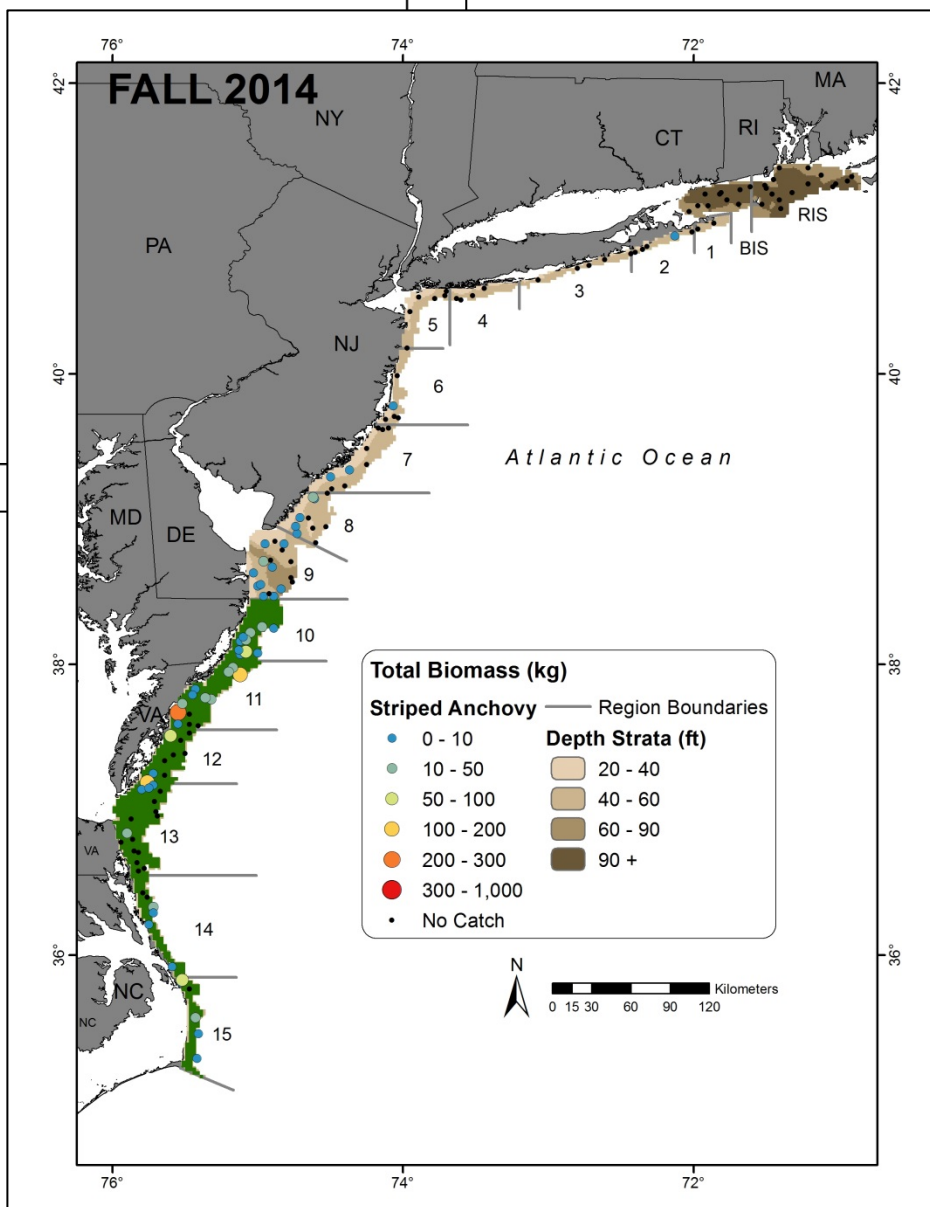 76°
74°
72°
FALL 2014
42°
42°
MA
NY
CT
RI
RIS
PA
BIS
1
2
3
4
5
NJ
40°
40°
6
7
Atlantic Ocean
MD
DE
8
9
10
38°
38°
11
VA
12
13
VA
14
36°
36°
NC
NC
15
Total Biomass (kg)
Striped Anchovy
0 - 10
10 - 50
50 - 100
100 - 200
200 - 300
300 - 1,000
No Catch
Region Boundaries
Depth Strata (ft)
20 - 40
40 - 60
60 - 90
90 +
N
Kilometers
0 15 30 60 90 120
76°
74°
72°